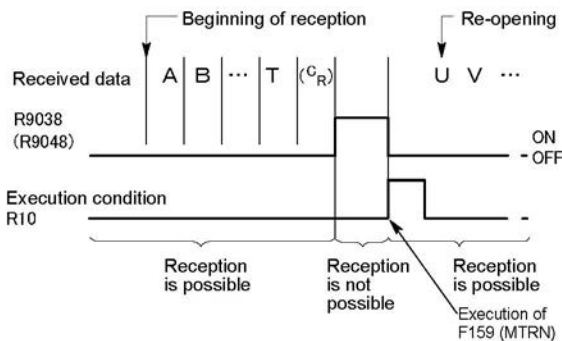 Beginning of reception
Re-opening
Received data A B ··· T (CR) U V ···
R9038
(R9048)
ON
OFF
Execution condition
R10
Reception
is possible
Reception
is not
possible
Reception
is possible
Execution of
F159 (MTRN)